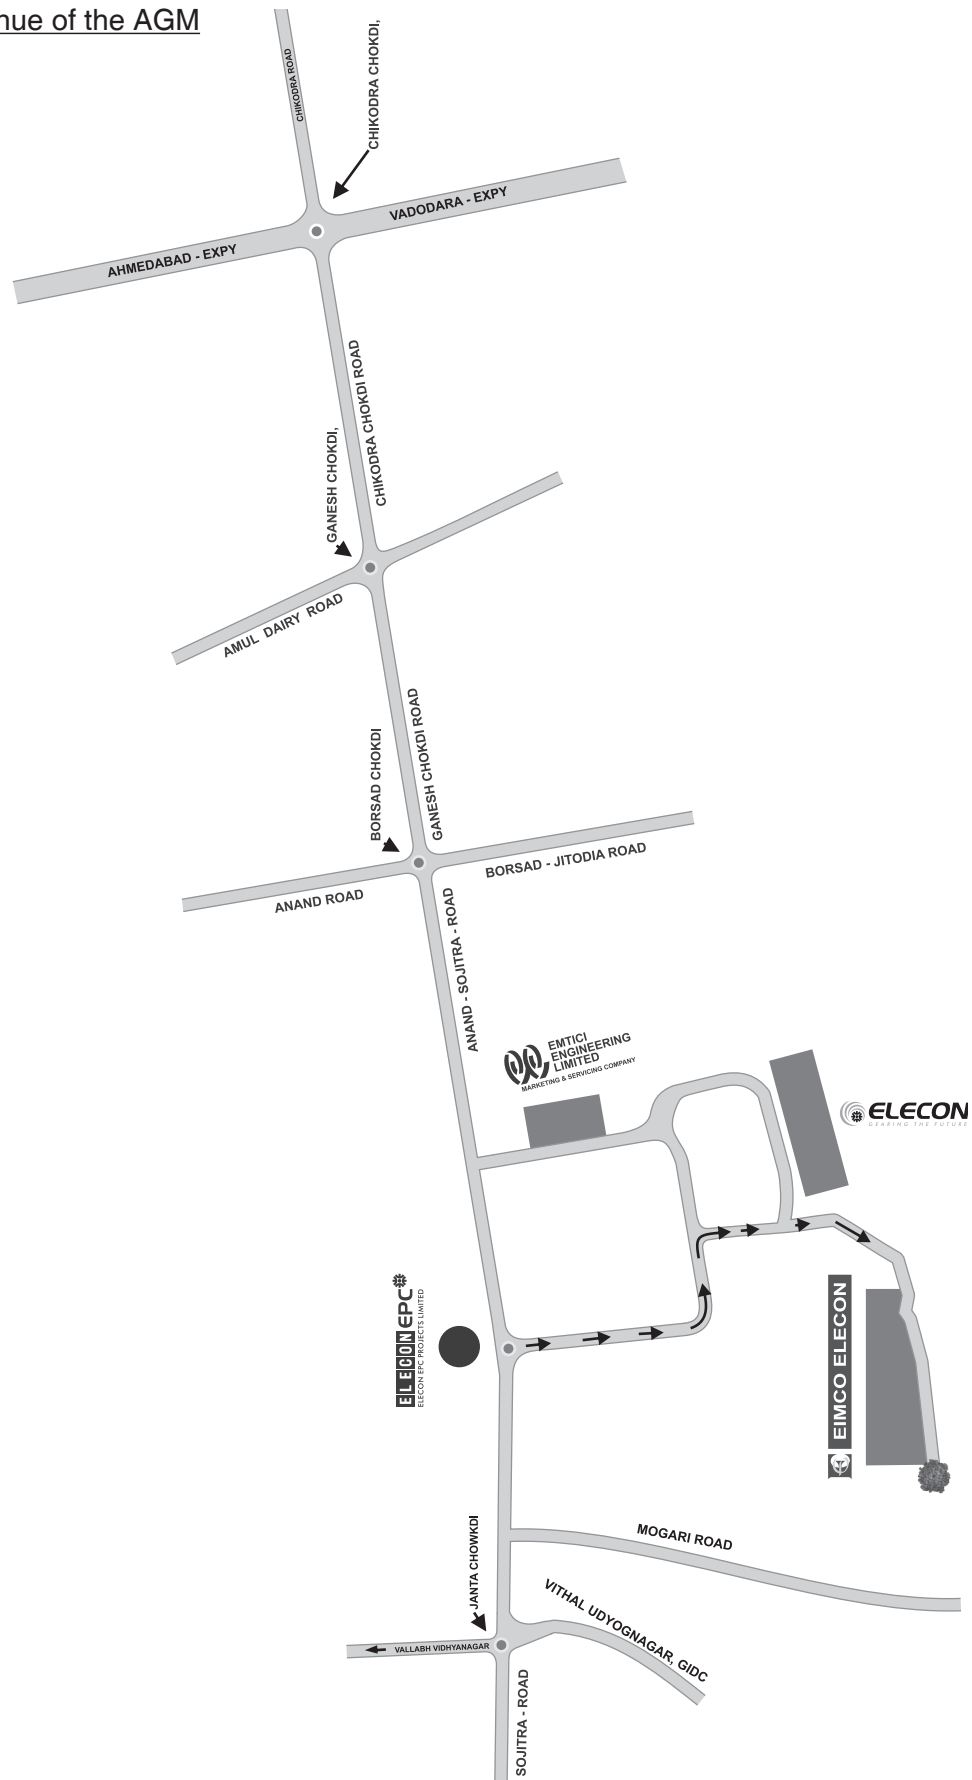 nue of the AGM
CHIKODRA ROAD
CHIKODRA CHOKDI,
VADODARA - EXPY
AHMEDABAD - EXPY
CHIKODRA CHOKDI ROAD
GANESH CHOKDI,
AMUL DAIRY ROAD
GANESH CHOKDI ROAD
BORSAD CHOKDI
BORSAD - JITODIA ROAD
ANAND ROAD
ANAND - SOJITRA - ROAD
EMTICI
ENGINEERING
LIMITED
MARKETING & SERVICING COMPANY
ELECON
GEARING THE FUTURE
ELECON EPC
ELECON EPC PROJECTS LIMITED
EIMCO ELECON
MOGARI ROAD
JANTA CHOWKDI
VITHAL UDYOGNAGAR, GIDC
VALLABH VIDHYANAGAR
SOJITRA - ROAD